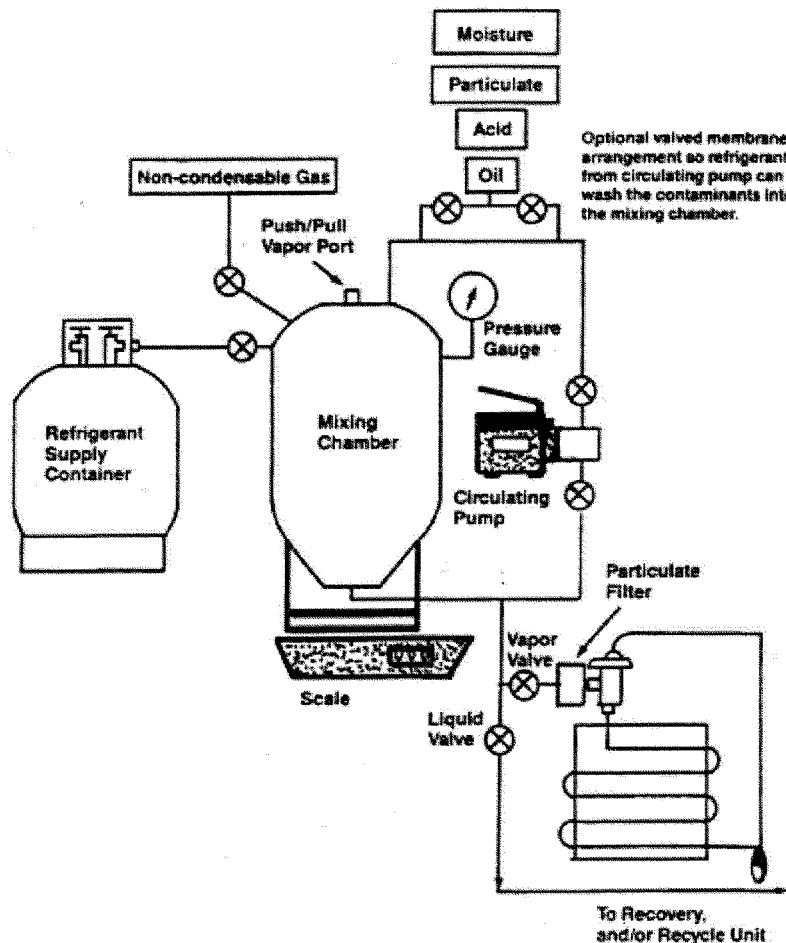 Moisture
Particulate
Acid
Oil
Optional valved membrane
arrangement so refrigerant
from circulating pump can
wash the contaminants into
the mixing chamber.
Non-condensable Gas
Push/Pull
Vapor Port
Pressure
Gauge
Refrigerant
Supply
Container
Mixing
Chamber
Circulating
Pump
Particulate
Filter
Vapor
Valve
Scale
Liquid
Valve
To Recovery,
and/or Recycle Unit